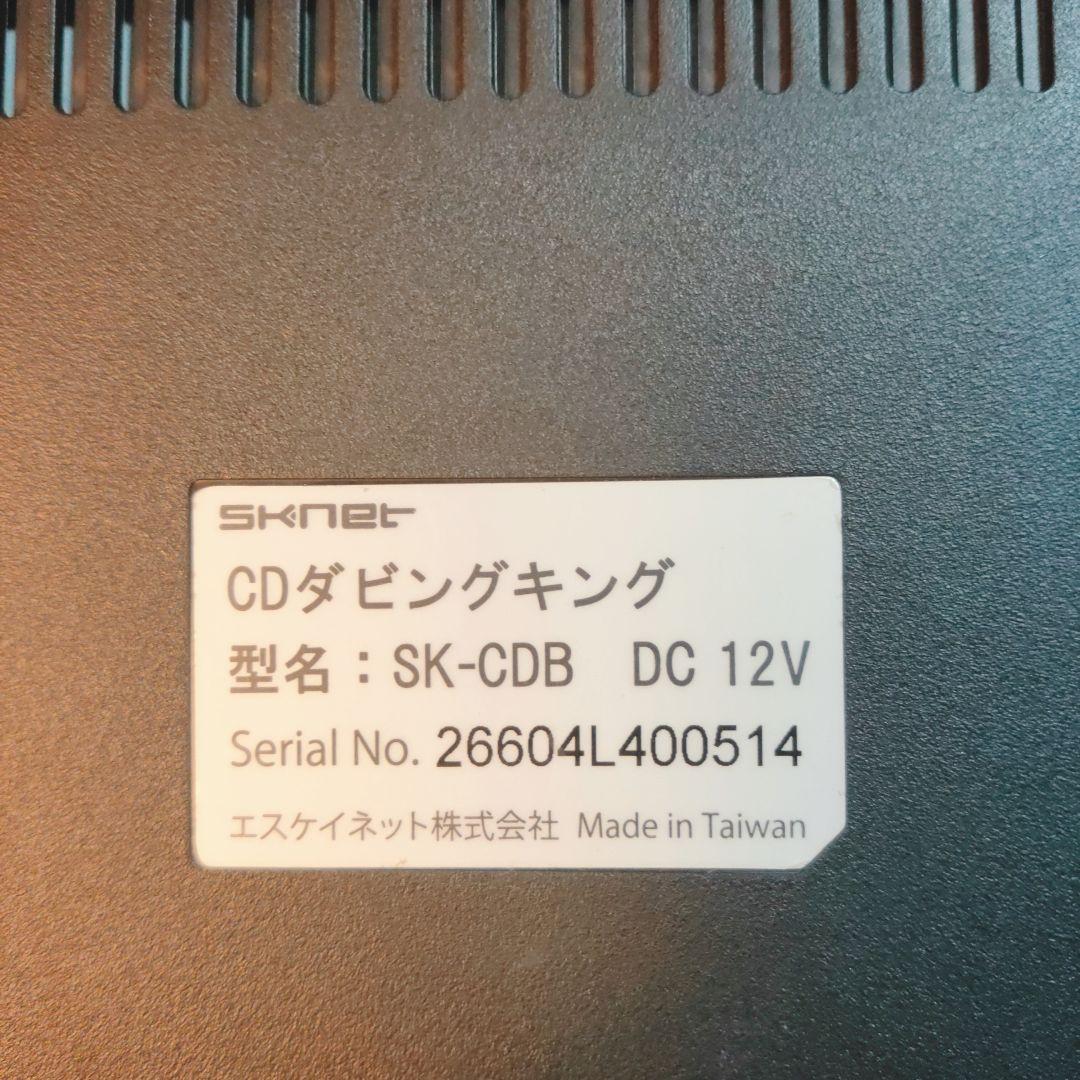 SKNET
CDダビングキング
型名：SK-CDB DC 12V
Serial No. 26604L400514
エスケイネット株式会社 Made in Taiwan